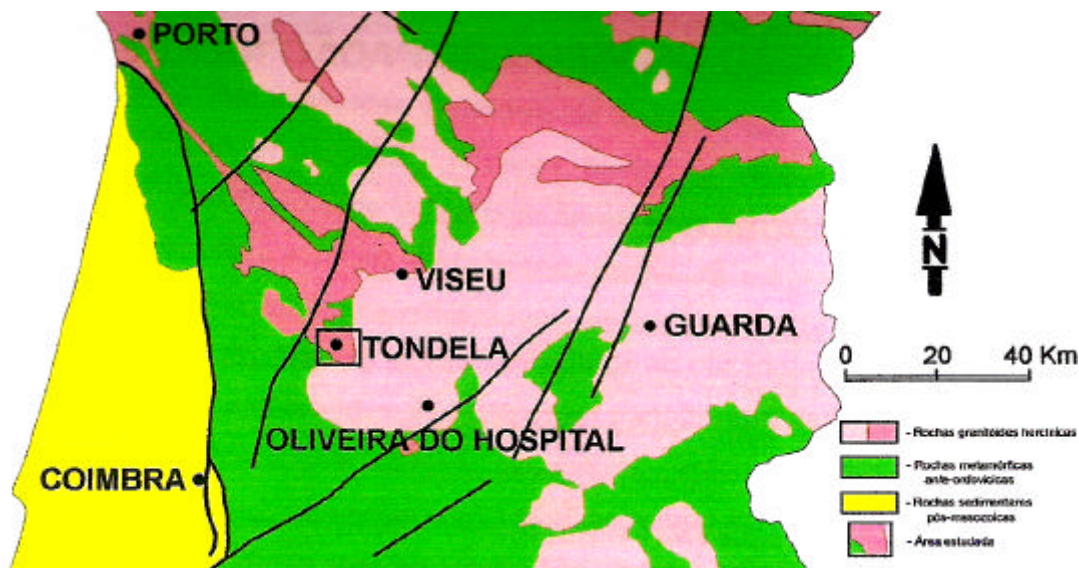 PORTO
VISEU
GUARDA
TONDELA
OLIVEIRA DO HOSPITAL
COIMBRA
N
0 20 40 Km
- Rochas granitóides hercínicas
- Rochas metamórficas
ante-ordovícicas
- Rochas sedimentares
pós-mesozoicas
- Área estudada